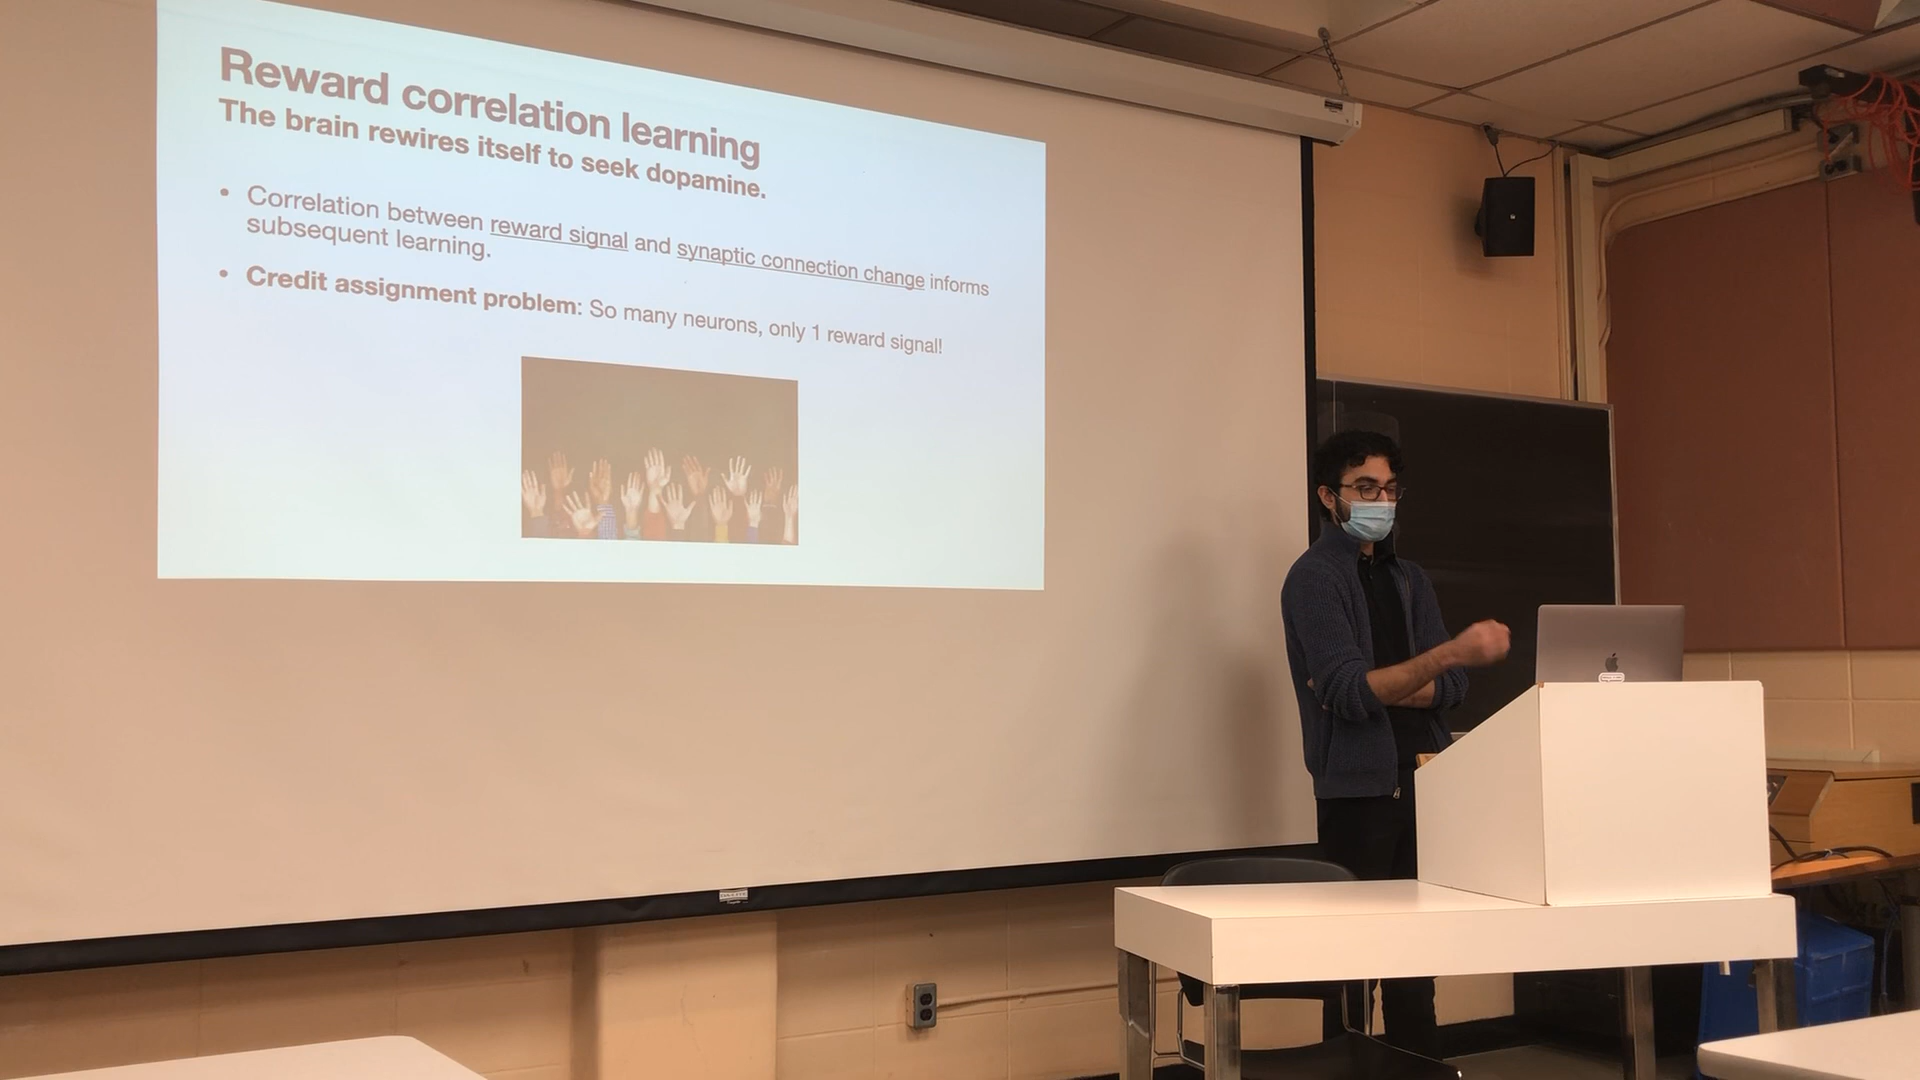 Reward correlation learning
The brain rewires itself to seek dopamine.
• Correlation between reward signal and synaptic connection change informs
subsequent learning.
• Credit assignment problem: So many neurons, only 1 reward signal!